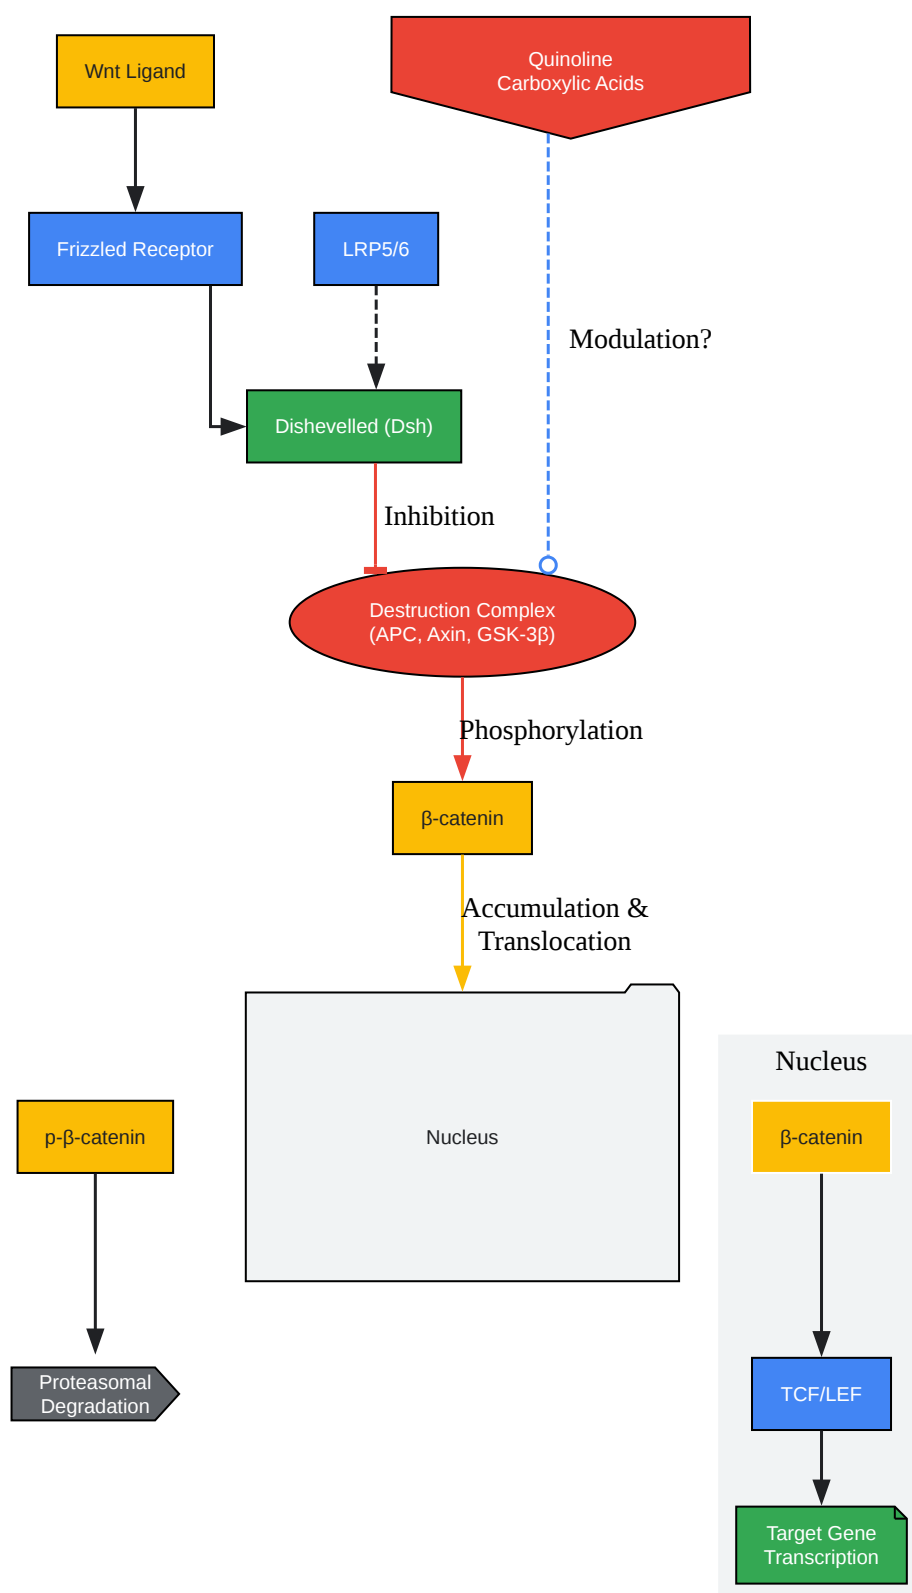 Wnt Ligand
Quinoline
Carboxylic Acids
Frizzled Receptor
LRP5/6
Modulation?
Dishevelled (Dsh)
Inhibition
Destruction Complex
(APC, Axin, GSK-3β)
Phosphorylation
β-catenin
Accumulation &
Translocation
Nucleus
p-β-catenin
Proteasomal
Degradation
Nucleus
β-catenin
TCF/LEF
Target Gene
Transcription